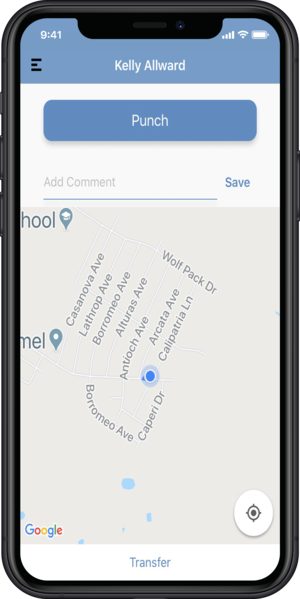 9:41
Kelly Allward
Punch
Add Comment
Save
hool
Wolf Pack Dr
Casanova Ave
Lathrop Ave
Borromeo Ave
Alturas Ave
Antioch Ave
Arcata Ave
Calipatria Ln
mel
Borromeo Ave
Caperi Dr
Google
Transfer